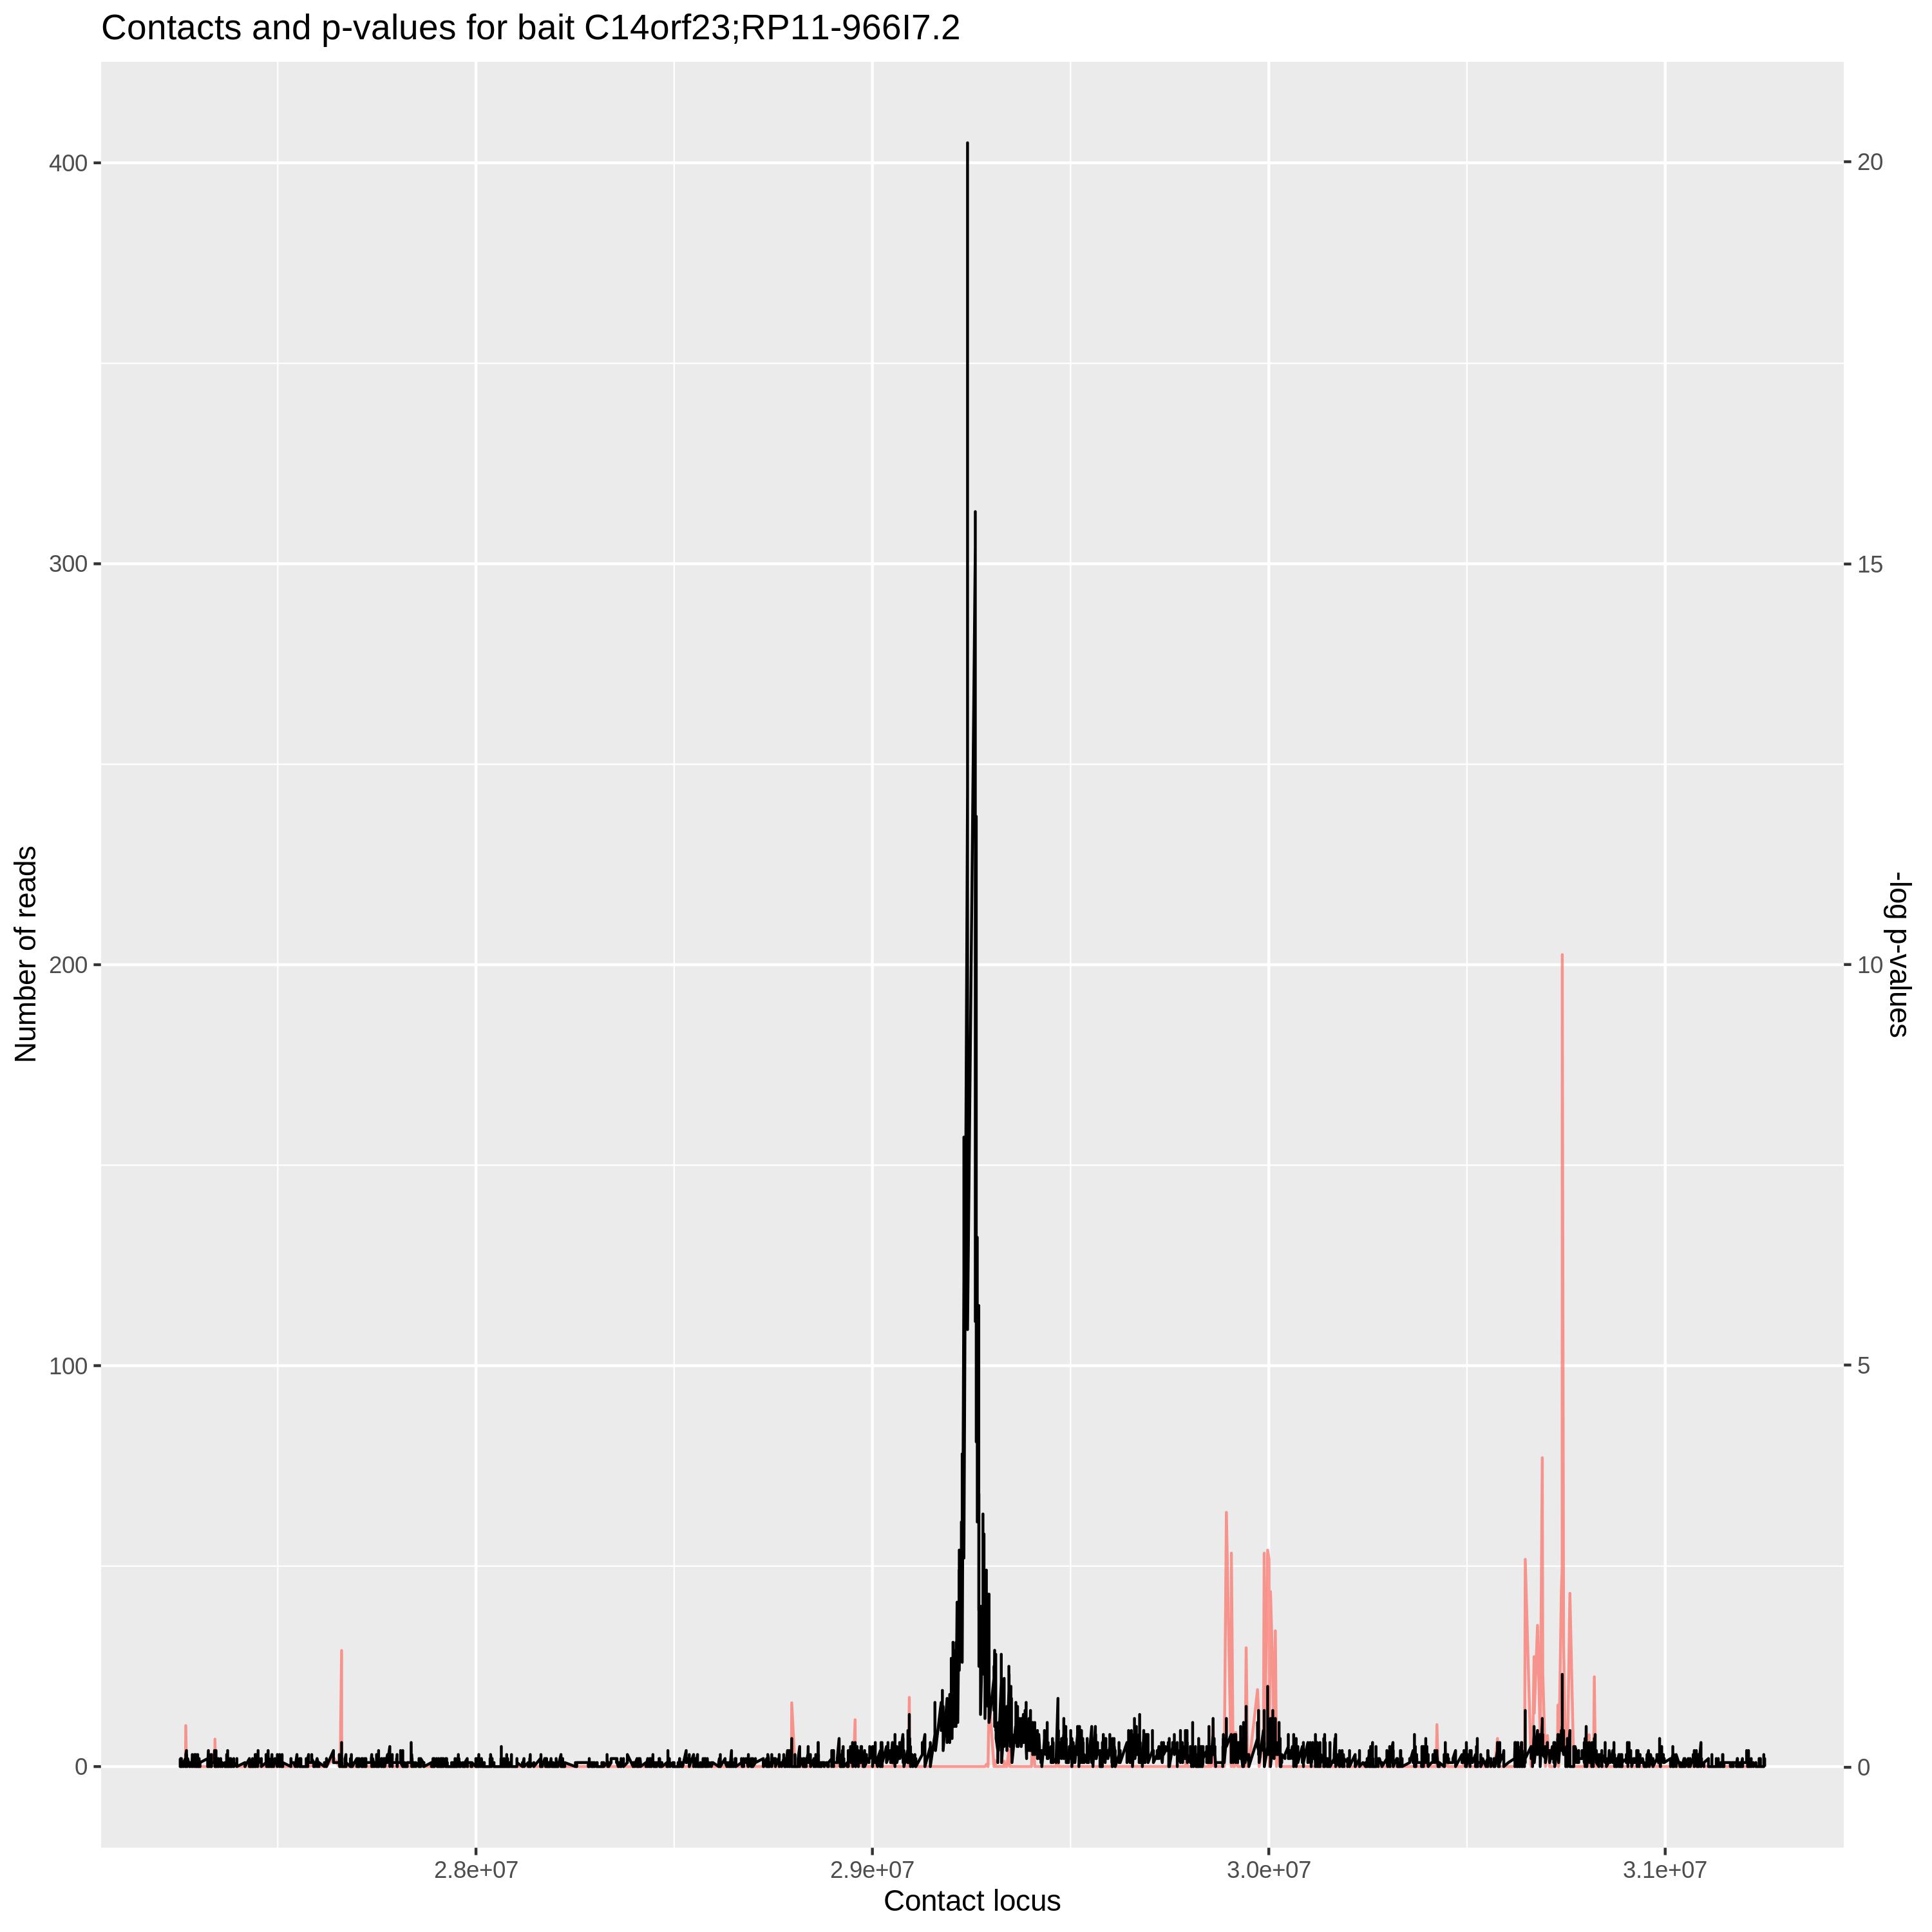 Contacts and p-values for bait C14orf23;RP11-966I7.2
400
300
200
100
0
Number of reads
20
15
10
5
0
-log p-values
2.8e+07
2.9e+07
3.0e+07
3.1e+07
Contact locus